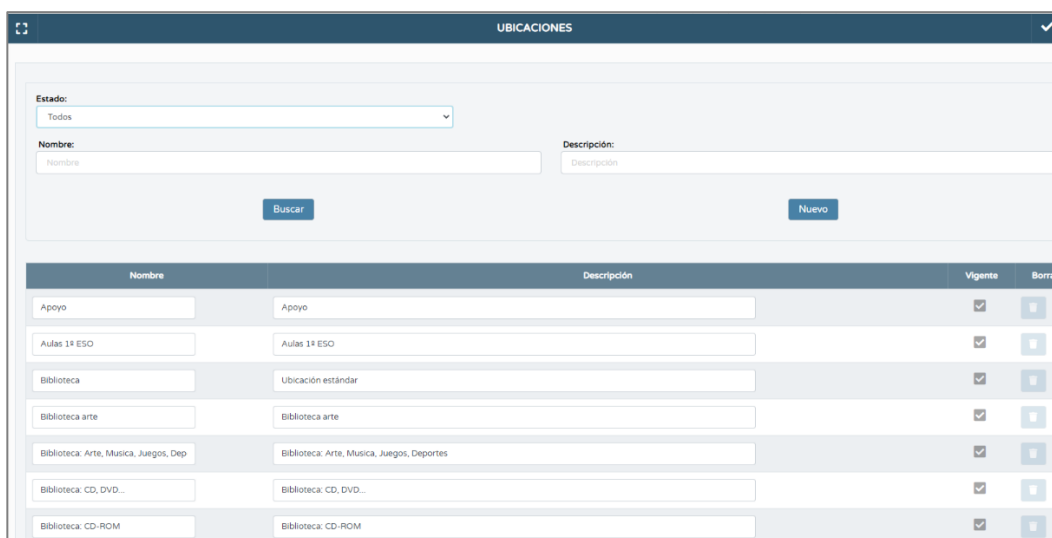 UBICACIONES
Estado:
Todos
Nombre: Descripción:
Nombre Descripción
Buscar Nuevo
Nombre Descripción Vigente Borra
Apoyo Apoyo
Aulas 1º ESO Aulas 1º ESO
Biblioteca Ubicación estándar
Biblioteca arte Biblioteca arte
Biblioteca: Arte, Musica, Juegos, Dep Biblioteca: Arte, Musica, Juegos, Deportes
Biblioteca: CD, DVD... Biblioteca: CD, DVD...
Biblioteca: CD-ROM Biblioteca: CD-ROM